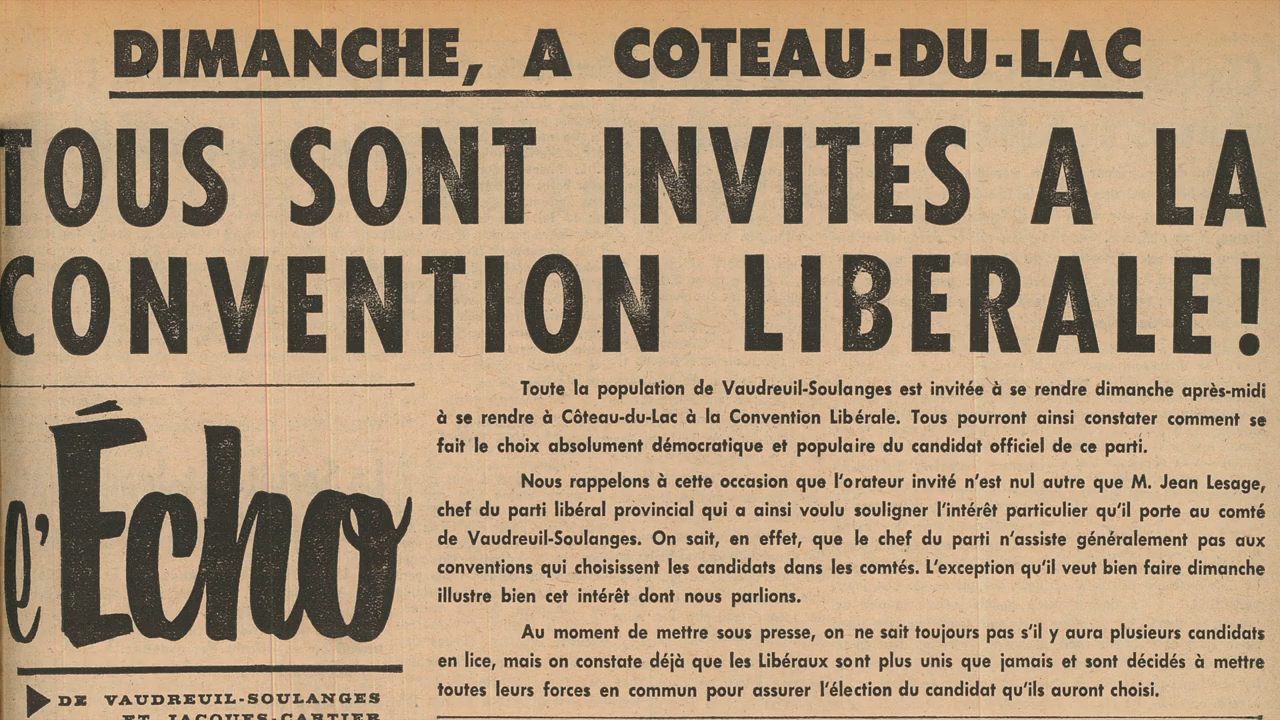 DIMANCHE, A COTEAU-DU-LAC
TOUS SONT INVITES A LA
CONVENTION LIBERALE!
Toute la population de Vaudreuil-Soulanges est invitée à se rendre dimanche après-midi
à se rendre à Côteau-du-Lac à la Convention Libérale. Tous pourront ainsi constater comment se
fait le choix absolument démocratique et populaire du candidat officiel de ce parti.
Nous rappelons à cette occasion que l'orateur invité n'est nul autre que M. Jean Lesage,
chef du parti libéral provincial qui a ainsi voulu souligner l'intérêt particulier qu'il porte au comté
de Vaudreuil-Soulanges. On sait, en effet, que le chef du parti n'assiste généralement pas aux
conventions qui choisissent les candidats dans les comtés. L'exception qu'il veut bien faire dimanche
illustre bien cet intérêt dont nous parlions.
Au moment de mettre sous presse, on ne sait toujours pas s'il y aura plusieurs candidats
en lice, mais on constate déjà que les Libéraux sont plus unis que jamais et sont décidés à mettre
toutes leurs forces en commun pour assurer l'élection du candidat qu'ils auront choisi.
l'Écho
DE VAUDREUIL-SOULANGES
ET JACQUES-CARTIER